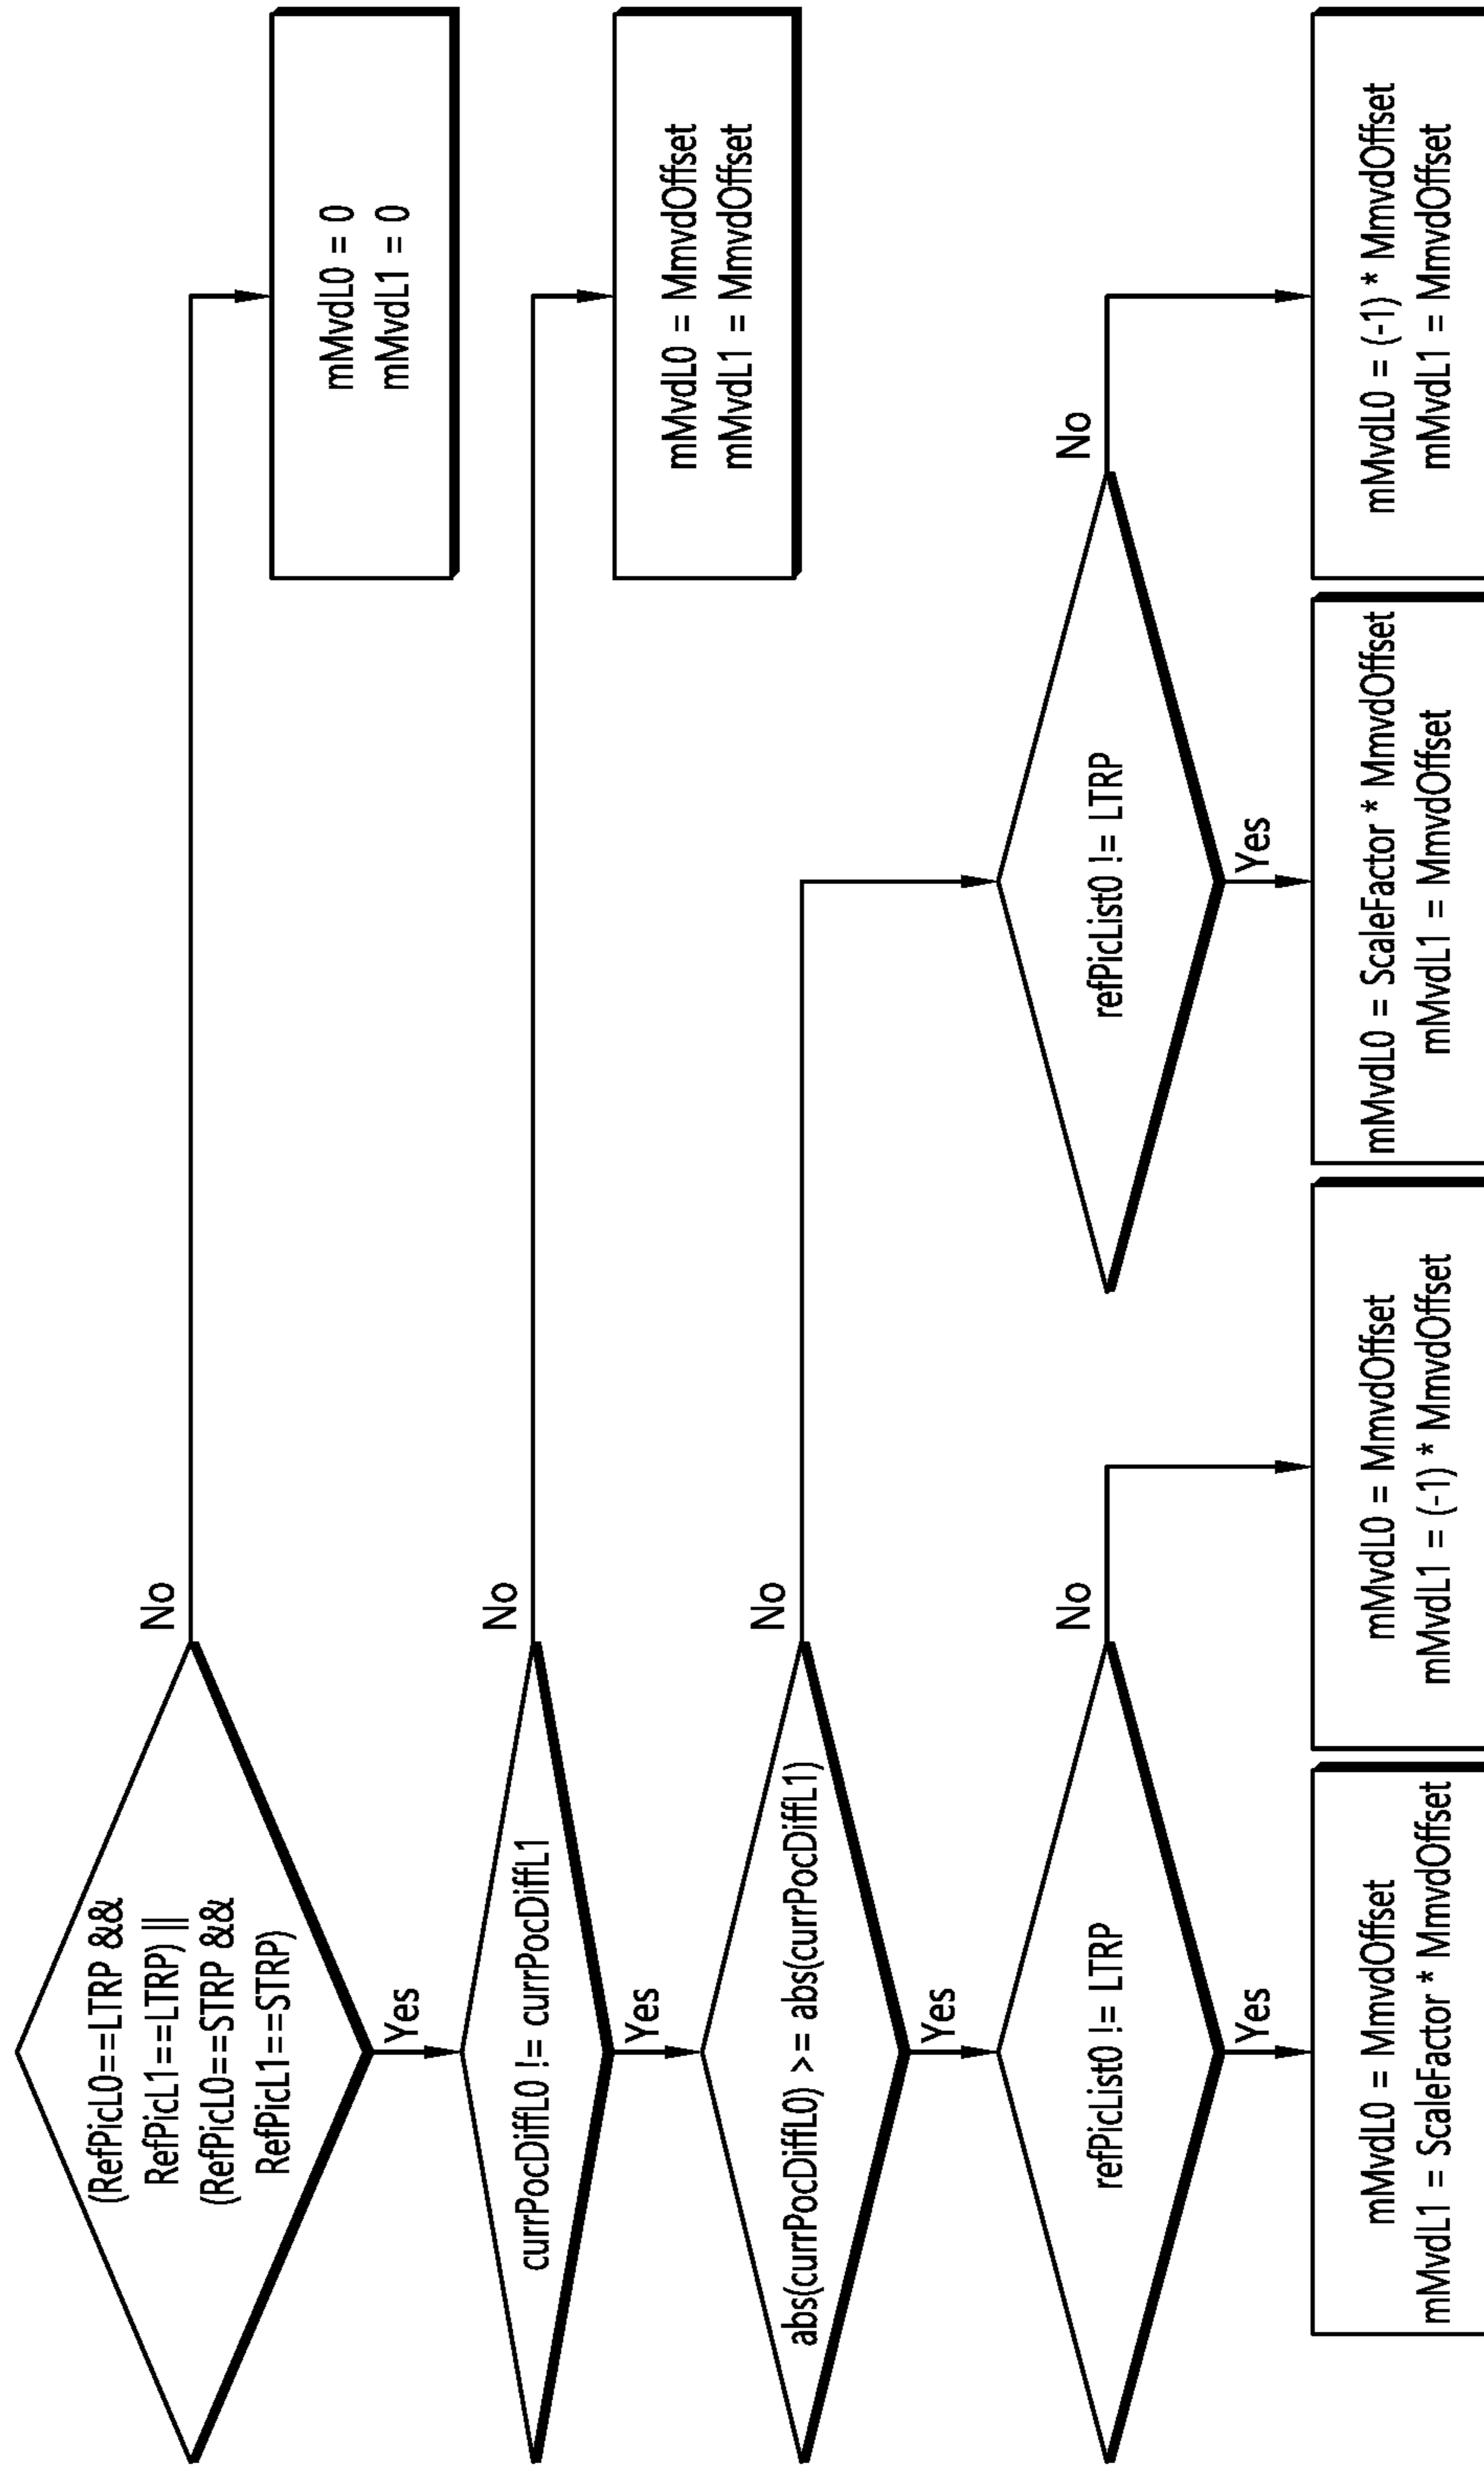 (RefPicL0==LTRP &&
RefPicL1==LTRP) ||
(RefPicL0==STRP &&
RefPicL1==STRP)
No
Yes
mMvdL0 = 0
mMvdL1 = 0
currPocDiffL0 != currPocDiffL1
No
Yes
mMvdL0 = MmvdOffset
mMvdL1 = MmvdOffset
abs(currPocDiffL0) >= abs(currPocDiffL1)
No
Yes
refPicList0 != LTRP
No
Yes
refPicList0 != LTRP
No
Yes
mMvdL0 = MmvdOffset
mMvdL1 = ScaleFactor * MmvdOffset
mMvdL0 = MmvdOffset
mMvdL1 = (-1) * MmvdOffset
mMvdL0 = ScaleFactor * MmvdOffset
mMvdL1 = MmvdOffset
mMvdL0 = (-1) * MmvdOffset
mMvdL1 = MmvdOffset